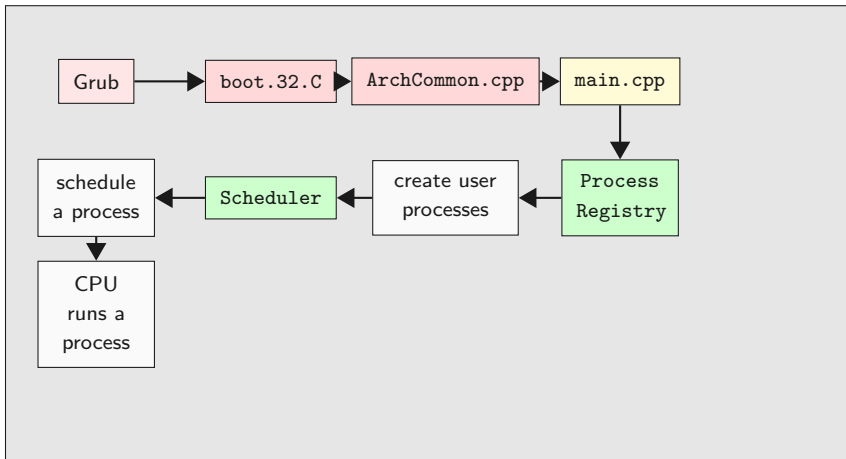 Grub
boot.32.C
ArchCommon.cpp
main.cpp
schedule
a process
Scheduler
create user
processes
Process
Registry
CPU
runs a
process